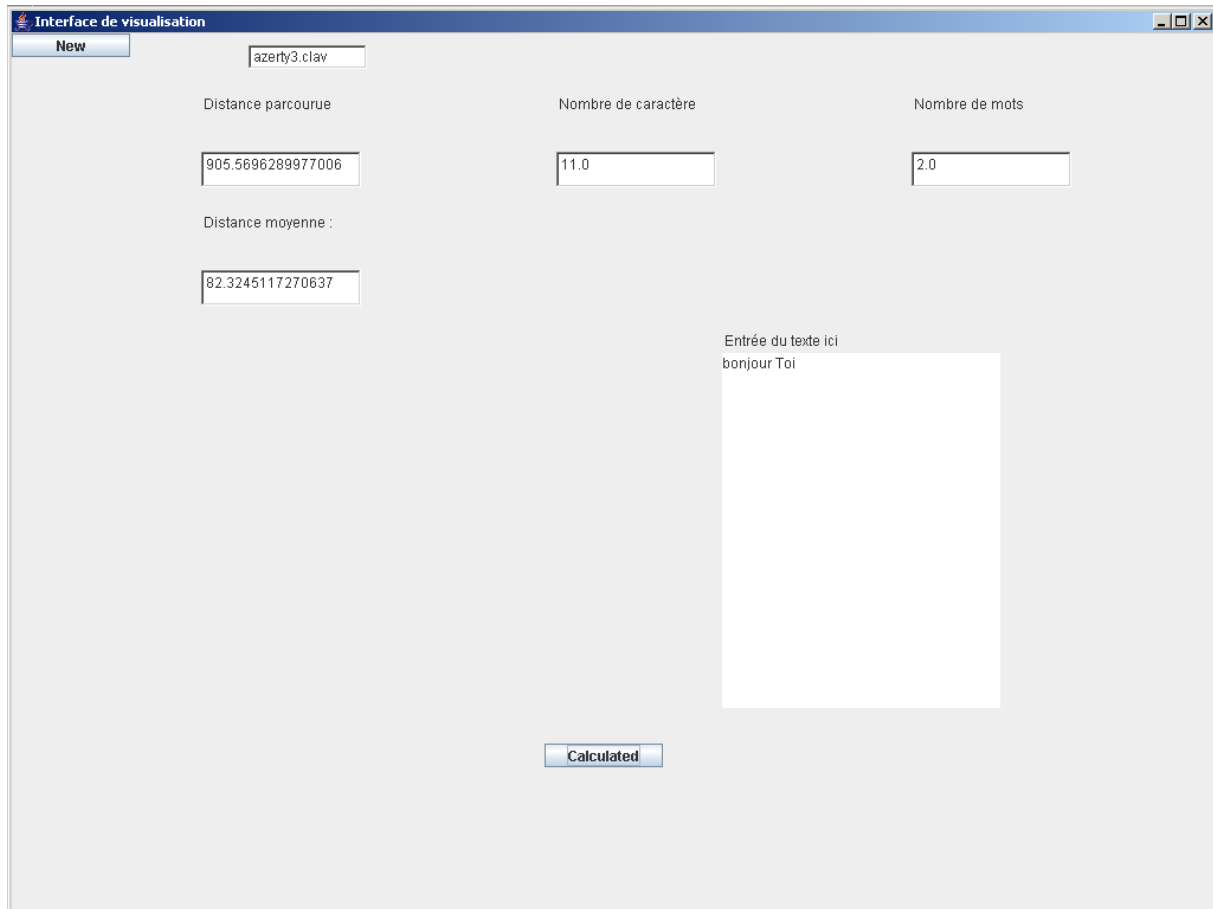 Interface de visualisation
New
azerty3.clav
Distance parcourue Nombre de caractère Nombre de mots
905.5696289977006 11.0 2.0
Distance moyenne :
82.3245117270637
Entrée du texte ici
bonjour Toi
Calculated